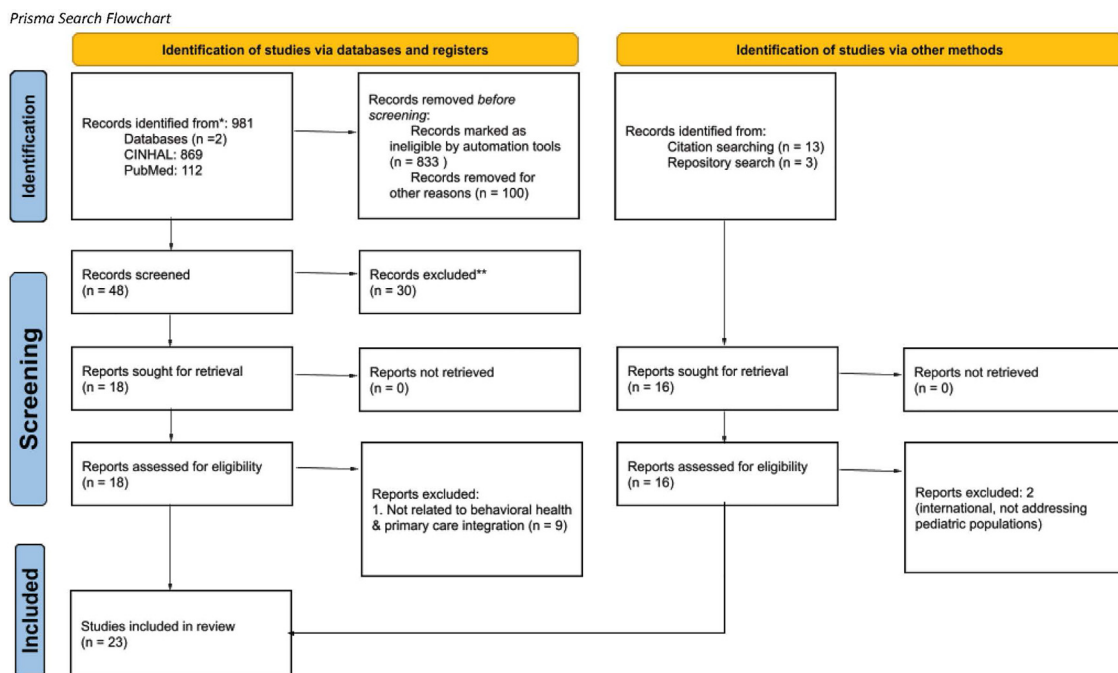 Prisma Search Flowchart
Identification of studies via databases and registers
Identification of studies via other methods
Identification
Records identified from*: 981
Databases (n =2)
CINHAL: 869
PubMed: 112
Records removed before
screening:
Records marked as
ineligible by automation tools
(n = 833 )
Records removed for
other reasons (n = 100)
Records identified from:
Citation searching (n = 13)
Repository search (n = 3)
Screening
Records screened
(n = 48)
Records excluded**
(n = 30)
Reports sought for retrieval
(n = 18)
Reports not retrieved
(n = 0)
Reports sought for retrieval
(n = 16)
Reports not retrieved
(n = 0)
Reports assessed for eligibility
(n = 18)
Reports excluded:
1. Not related to behavioral health
& primary care integration (n = 9)
Reports assessed for eligibility
(n = 16)
Reports excluded: 2
(international, not addressing
pediatric populations)
Included
Studies included in review
(n = 23)